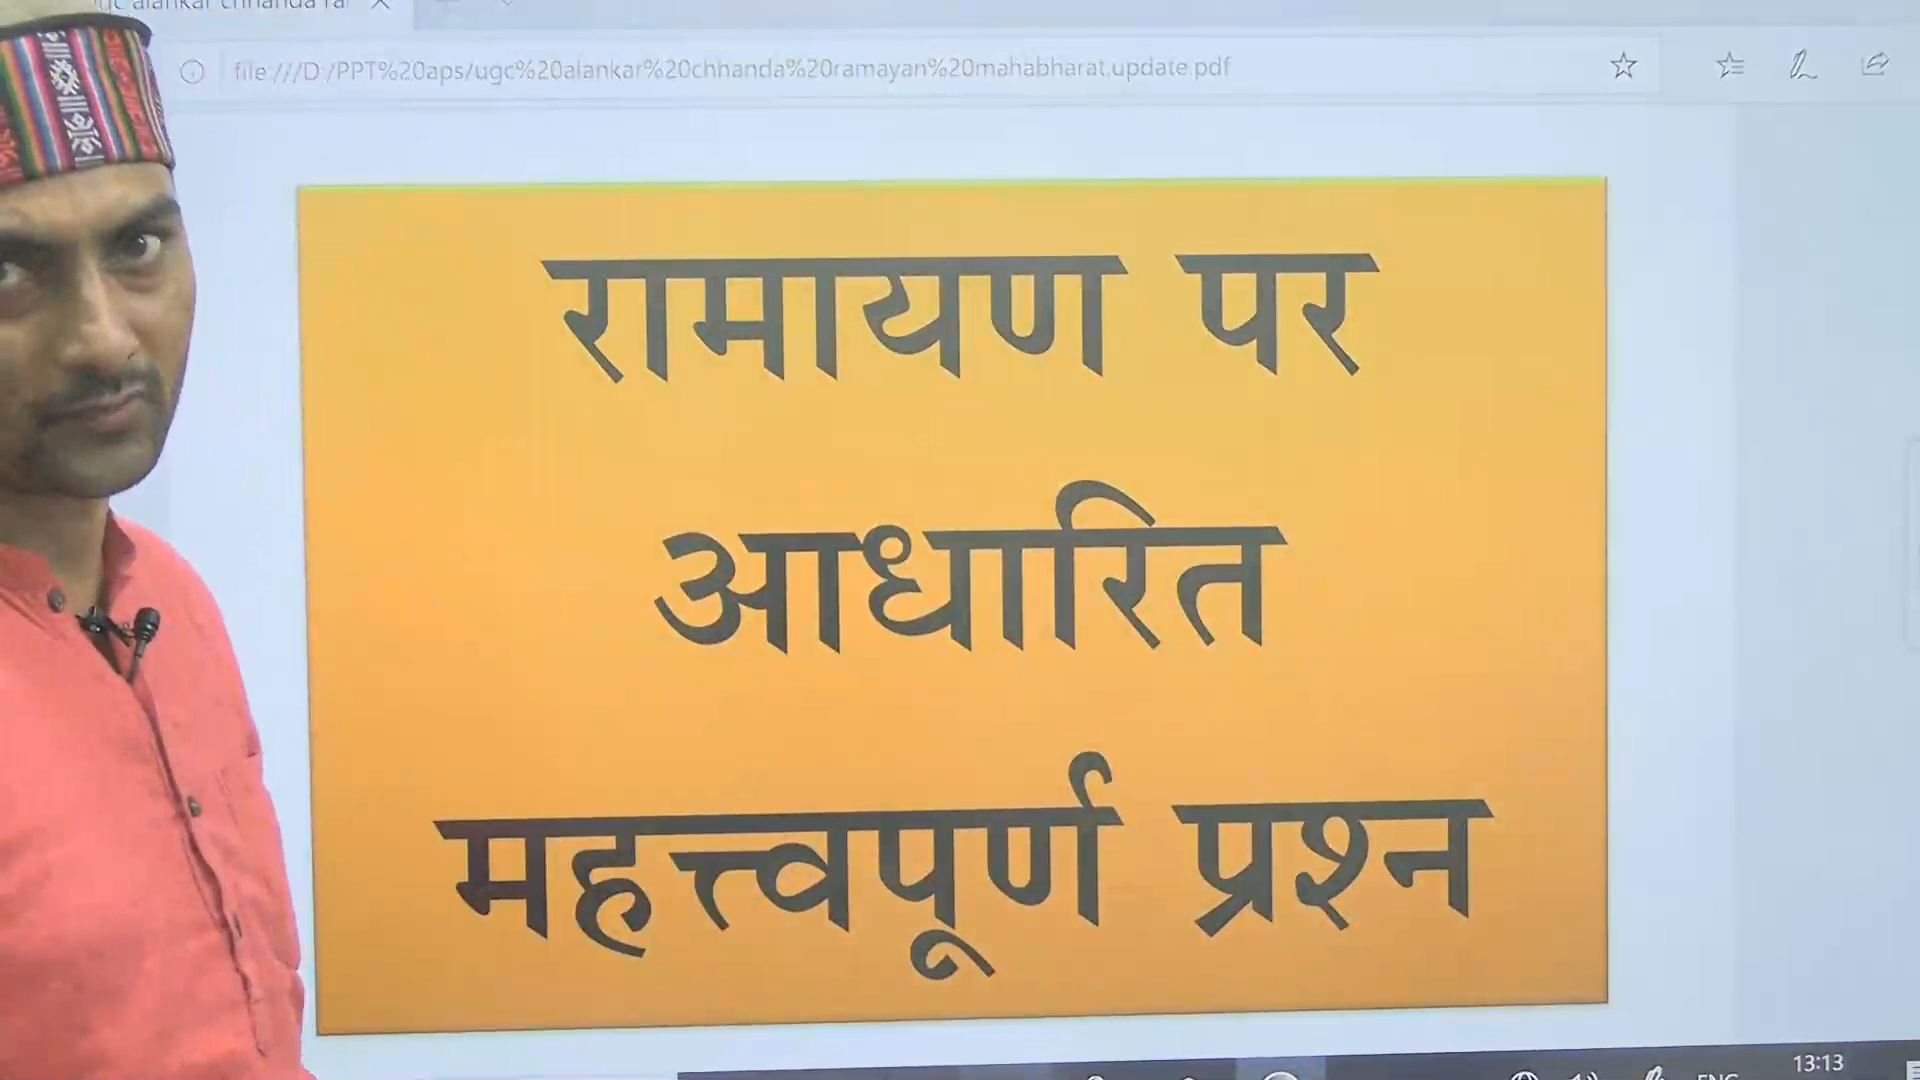 file:///D:/PPT%20aps/ugc%20alankar%20chhanda%20ramayan%20mahabharat.update.pdf
रामायण पर
आधारित
महत्त्वपूर्ण प्रश्न
13:13